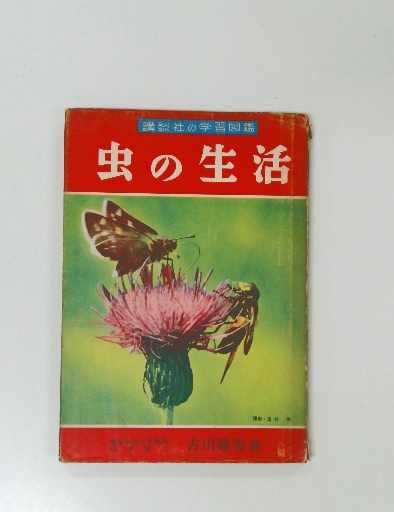 講談社の学習図鑑
虫の生活
古川晴男著